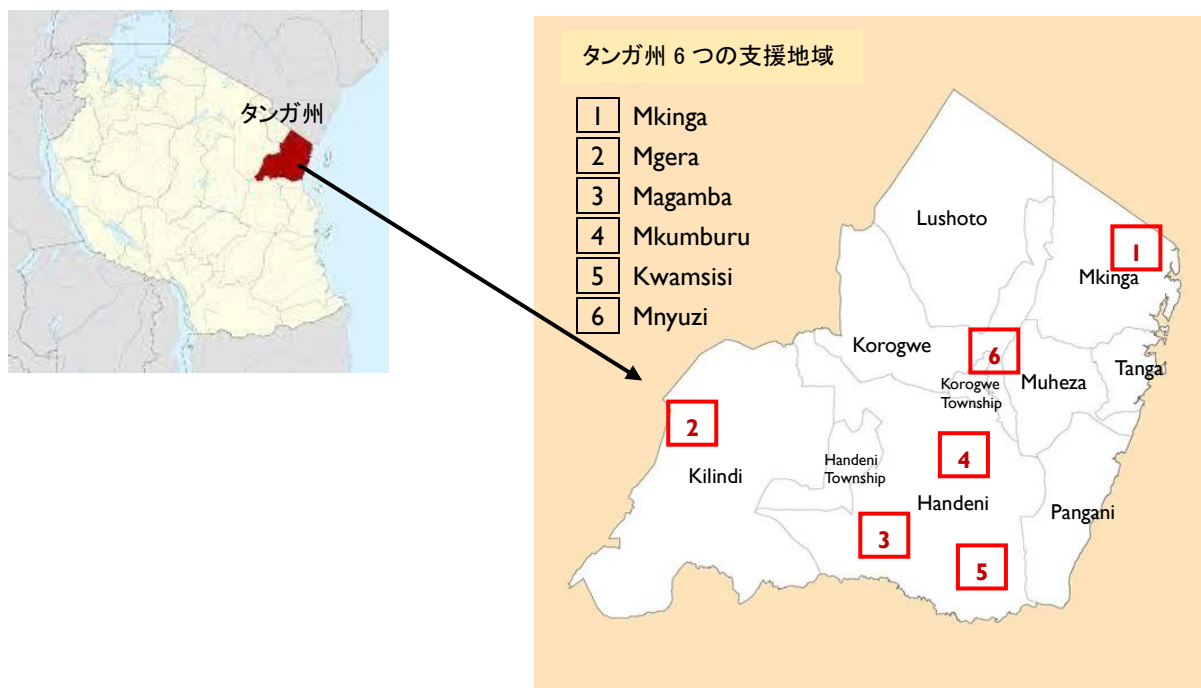 タンガ州
タンガ州 6 つの支援地域
1 Mkinga
2 Mgera
3 Magamba
4 Mkumburu
5 Kwamsisi
6 Mnyuzi
Lushoto
1
Mkinga
Korogwe
6
Korogwe
Township
Muheza
Tanga
2
Kilindi
Handeni
Township
4
Handeni
Pangani
3
5